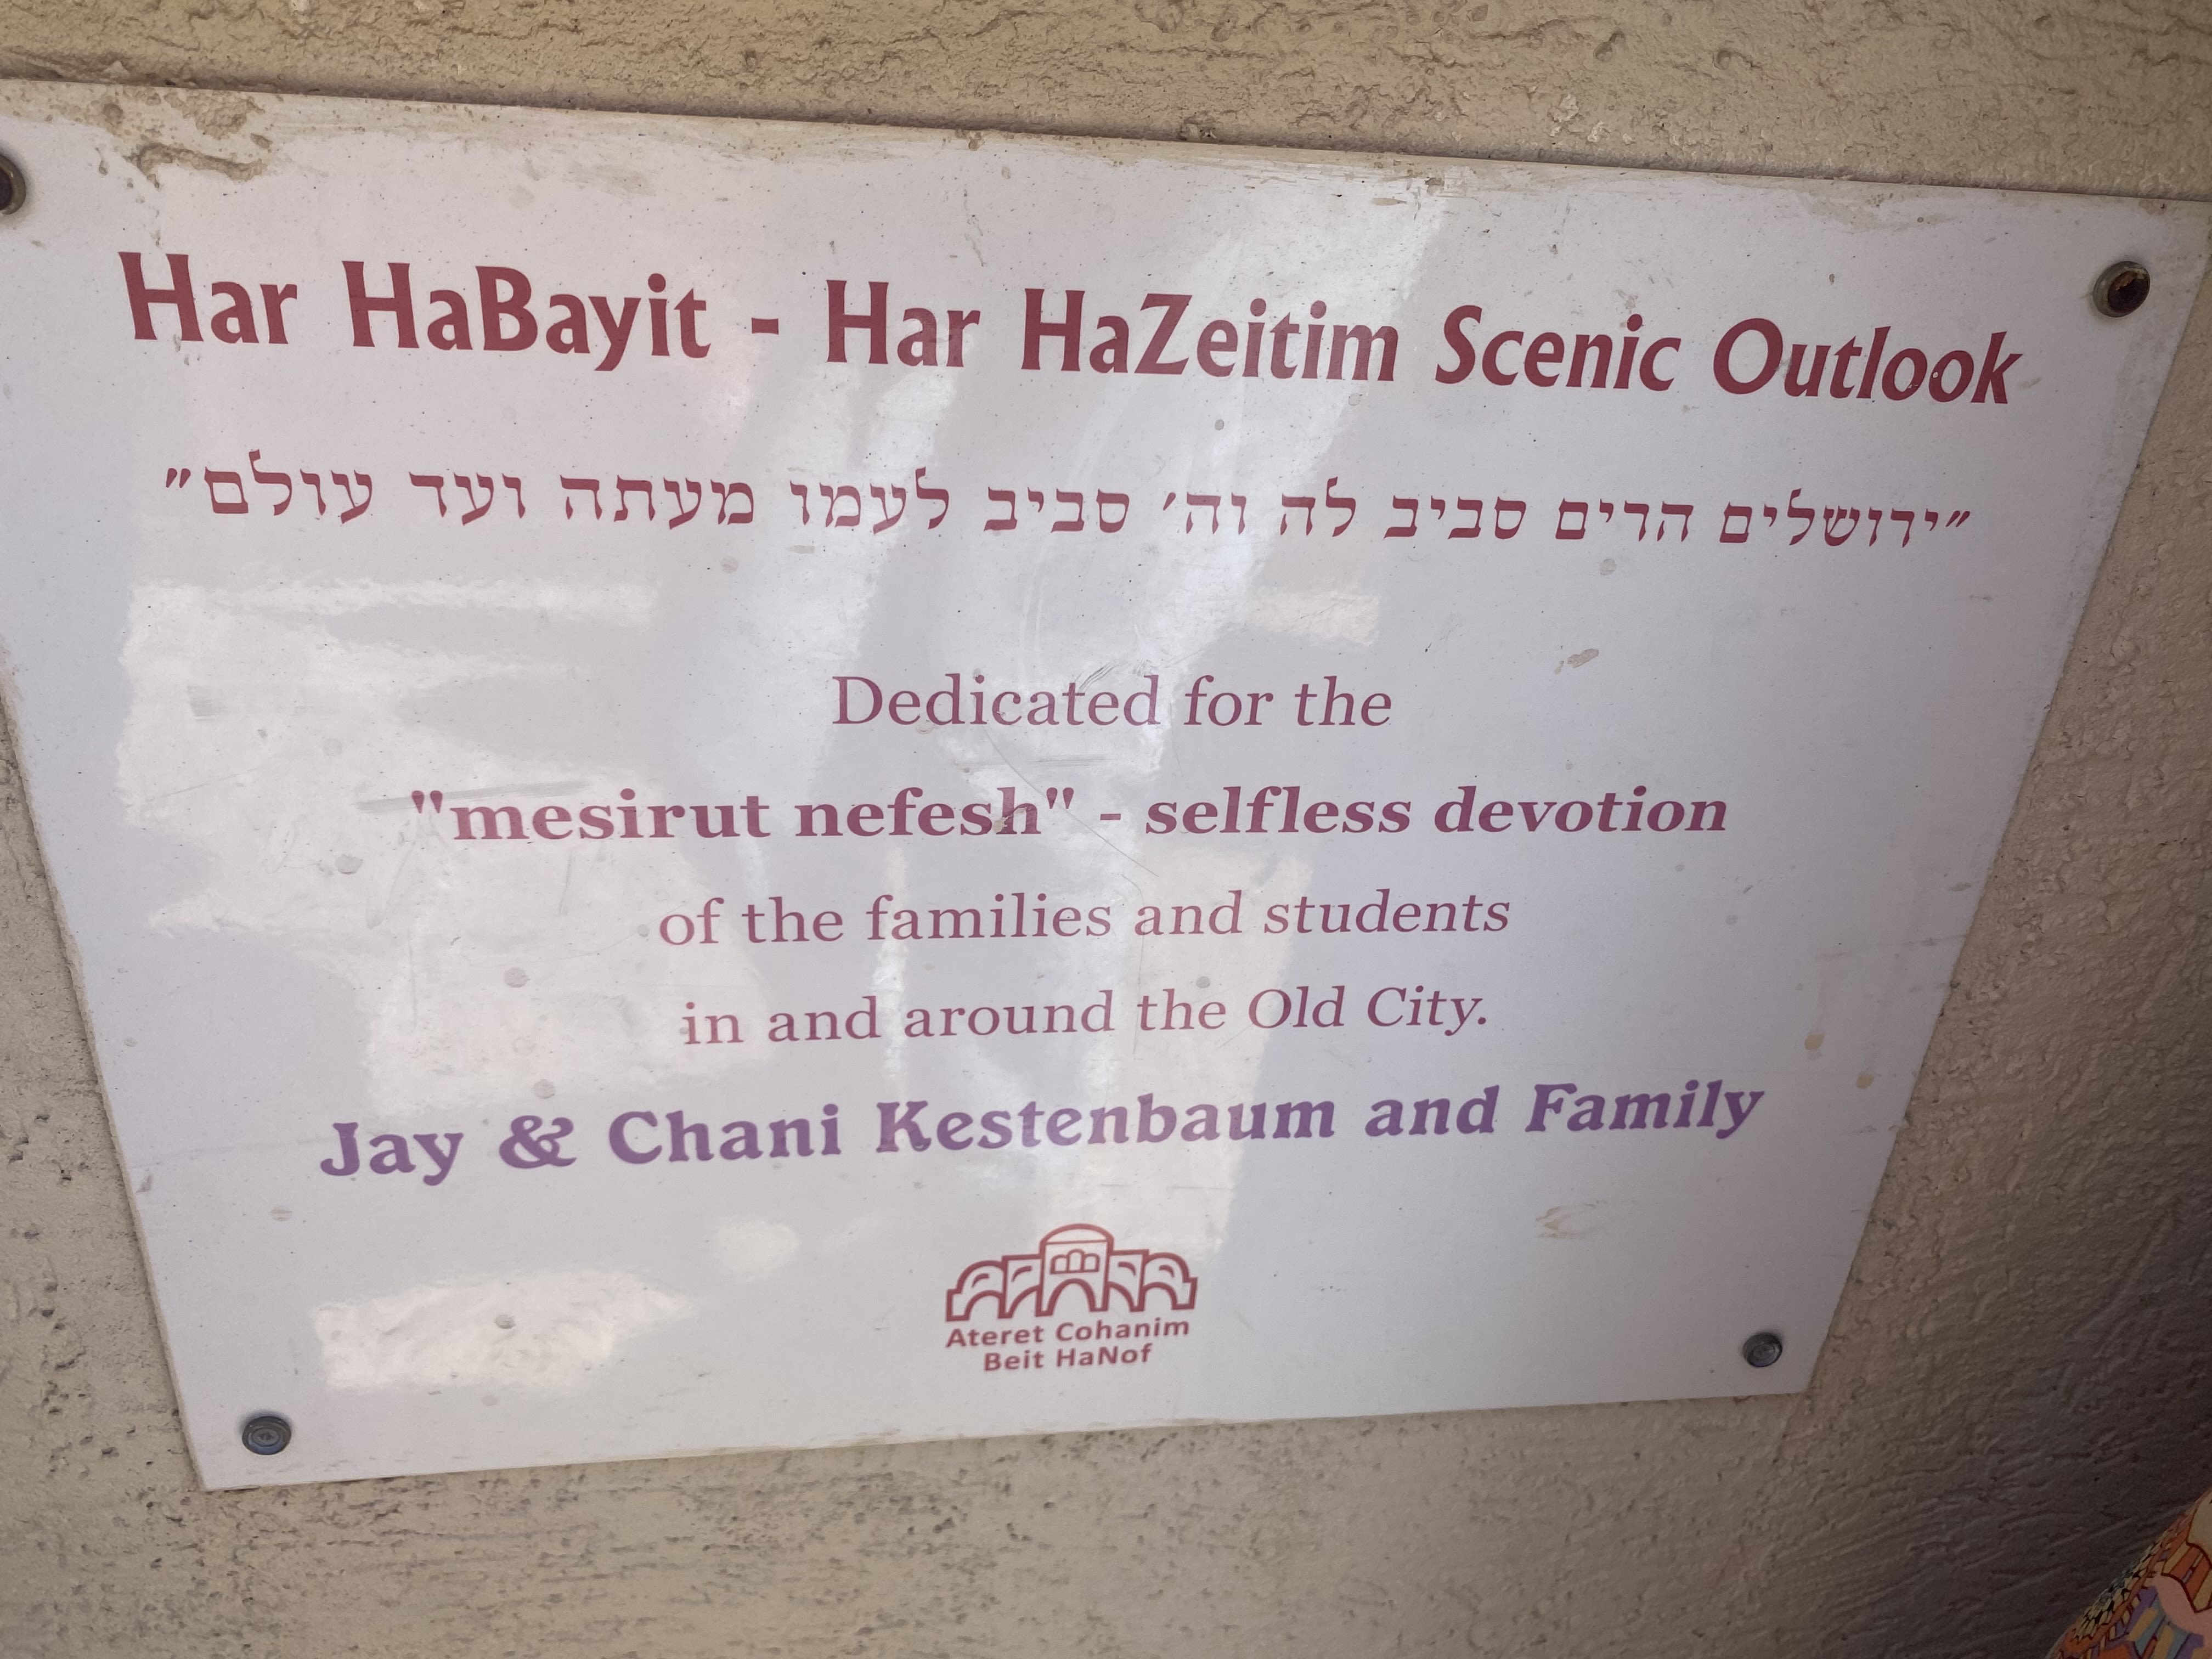 Har HaBayit - Har HaZeitim Scenic Outlook
"ירושלים הרים סביב לה וה' סביב לעמו מעתה ועד עולם"
Dedicated for the
"mesirut nefesh" - selfless devotion
of the families and students
in and around the Old City.
Jay & Chani Kestenbaum and Family
Ateret Cohanim
Beit HaNof